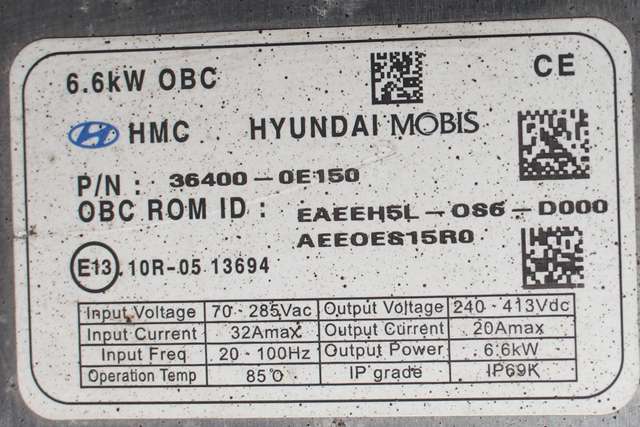 6.6kW OBC CE
HMC HYUNDAI MOBIS
P/N : 36400-0E150
OBC ROM ID : EAEEH5L-OS6-D000
AEEOES15R0
E13 10R-05 13694
Input Voltage 70-285Vac Output Voltage 240-413Vdc
Input Current 32Amax Output Current 20Amax
Input Freq 20-100Hz Output Power 6.6kW
Operation Temp 85℃ IP grade IP69K